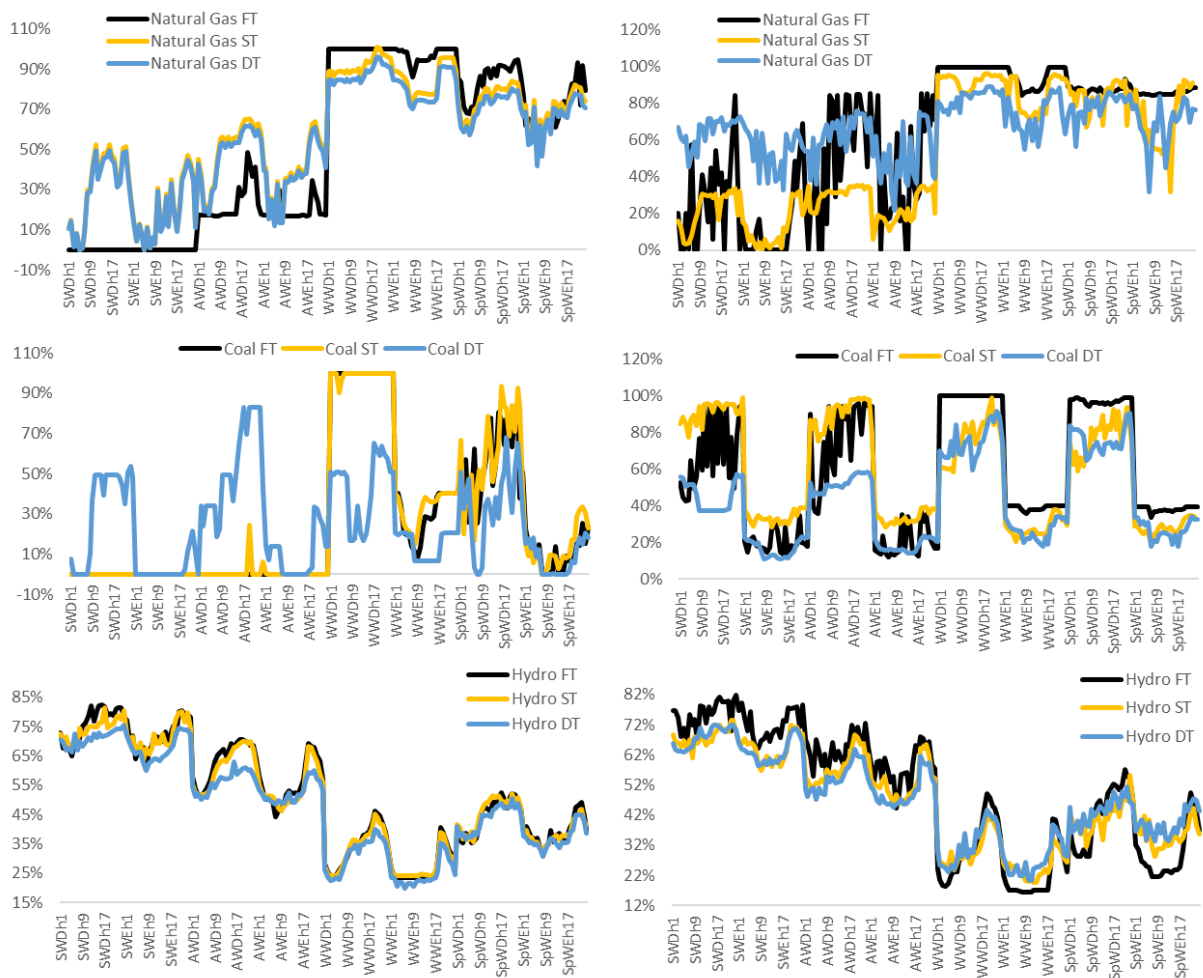 Natural Gas FT
Natural Gas ST
Natural Gas DT
110%
90%
70%
50%
30%
10%
-10%
SWDh1
SWDh9
SWDh17
SWEh1
SWEh9
SWEh17
AWDh1
AWDh9
AWDh17
AWEh1
AWEh9
AWEh17
WWDh1
WWDh9
WWDh17
WWEh1
WWEh9
WWEh17
SpWDh1
SpWDh9
SpWDh17
SpWEh1
SpWEh9
SpWEh17
Natural Gas FT
Natural Gas ST
Natural Gas DT
120%
100%
80%
60%
40%
20%
0%
SWDh1
SWDh9
SWDh17
SWEh1
SWEh9
SWEh17
AWDh1
AWDh9
AWDh17
AWEh1
AWEh9
AWEh17
WWDh1
WWDh9
WWDh17
WWEh1
WWEh9
WWEh17
SpWDh1
SpWDh9
SpWDh17
SpWEh1
SpWEh9
SpWEh17
Coal FT Coal ST Coal DT
110%
90%
70%
50%
30%
10%
-10%
SWDh1
SWDh9
SWDh17
SWEh1
SWEh9
SWEh17
AWDh1
AWDh9
AWDh17
AWEh1
AWEh9
AWEh17
WWDh1
WWDh9
WWDh17
WWEh1
WWEh9
WWEh17
SpWDh1
SpWDh9
SpWDh17
SpWEh1
SpWEh9
SpWEh17
Coal FT Coal ST Coal DT
120%
100%
80%
60%
40%
20%
0%
SWDh1
SWDh9
SWDh17
SWEh1
SWEh9
SWEh17
AWDh1
AWDh9
AWDh17
AWEh1
AWEh9
AWEh17
WWDh1
WWDh9
WWDh17
WWEh1
WWEh9
WWEh17
SpWDh1
SpWDh9
SpWDh17
SpWEh1
SpWEh9
SpWEh17
Hydro FT
Hydro ST
Hydro DT
85%
75%
65%
55%
45%
35%
25%
15%
SWDh1
SWDh9
SWDh17
SWEh1
SWEh9
SWEh17
AWDh1
AWDh9
AWDh17
AWEh1
AWEh9
AWEh17
WWDh1
WWDh9
WWDh17
WWEh1
WWEh9
WWEh17
SpWDh1
SpWDh9
SpWDh17
SpWEh1
SpWEh9
SpWEh17
Hydro FT
Hydro ST
Hydro DT
82%
72%
62%
52%
42%
32%
22%
12%
SWDh1
SWDh9
SWDh17
SWEh1
SWEh9
SWEh17
AWDh1
AWDh9
AWDh17
AWEh1
AWEh9
AWEh17
WWDh1
WWDh9
WWDh17
WWEh1
WWEh9
WWEh17
SpWDh1
SpWDh9
SpWDh17
SpWEh1
SpWEh9
SpWEh17